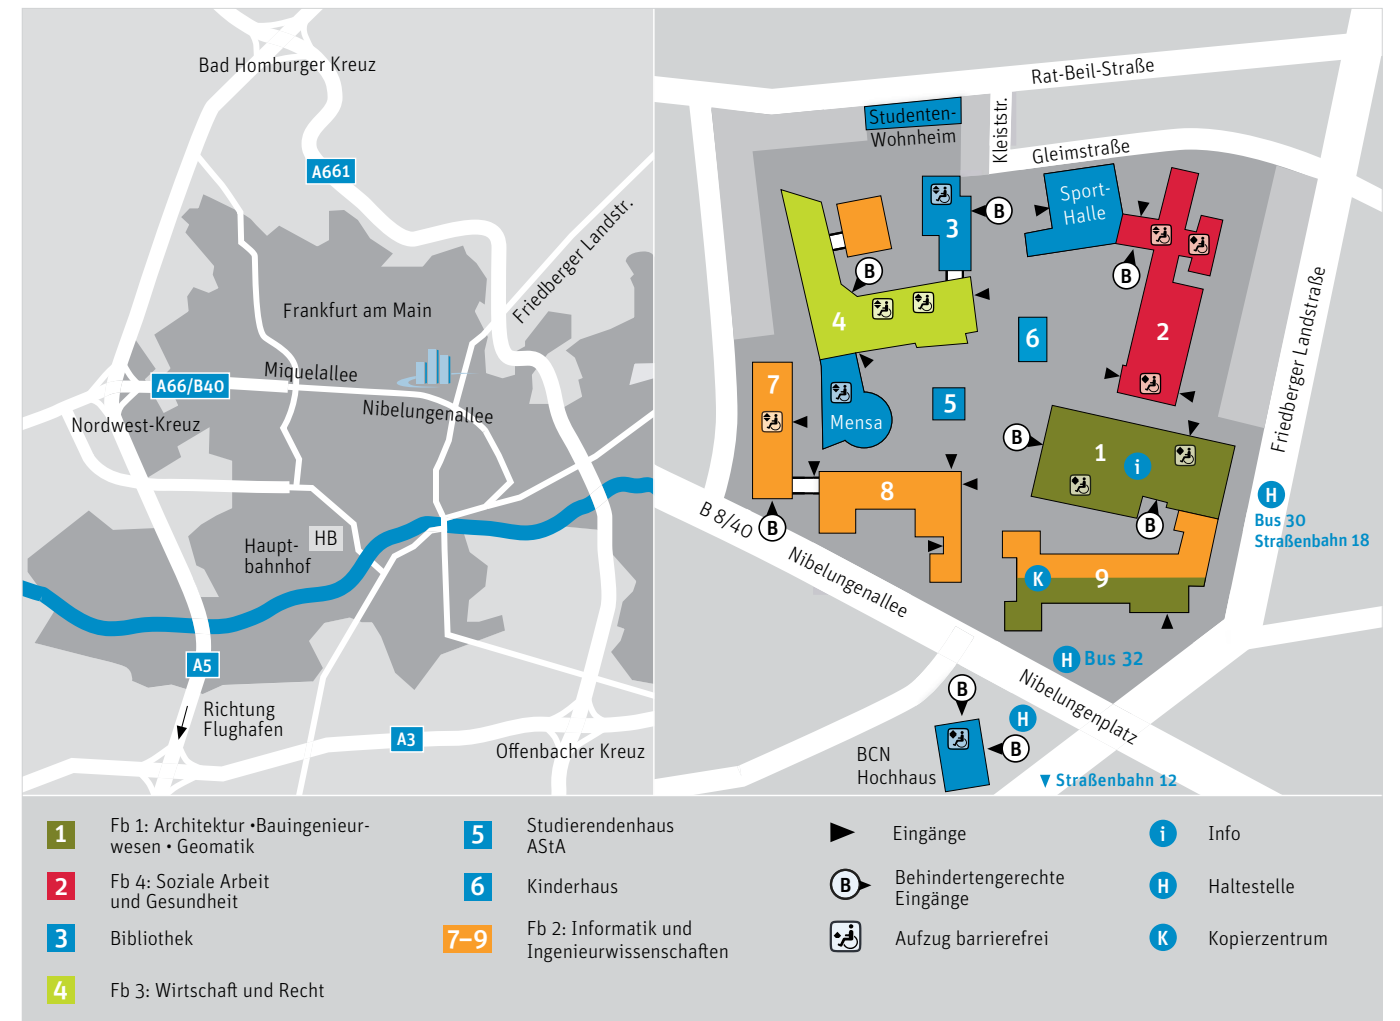 Bad Homburger Kreuz
A661
Friedberger Landstr.
Frankfurt am Main
Miquelallee
A66/B40
Nibelungenallee
Nordwest-Kreuz
HB
Haupt-
bahnhof
A5
Richtung
Flughafen
A3
Offenbacher Kreuz
Rat-Beil-Straße
Studenten-
Wohnheim
Kleiststr.
Gleimstraße
Sport-
Halle
3
B
B
B
4
2
6
7
5
Mensa
Friedberger Landstraße
B
1
i
8
H
Bus 30
Straßenbahn 18
B 8/40
B
B
Nibelungenallee
K
9
H Bus 32
Nibelungenplatz
B
H
B
BCN
Hochhaus
Straßenbahn 12
1
Fb 1: Architektur •Bauingenieur-
wesen • Geomatik
2
Fb 4: Soziale Arbeit
und Gesundheit
3
Bibliothek
4
Fb 3: Wirtschaft und Recht
5
Studierendenhaus
AStA
6
Kinderhaus
7–9
Fb 2: Informatik und
Ingenieurwissenschaften
Eingänge
B
Behindertengerechte
Eingänge
Aufzug barrierefrei
i
Info
H
Haltestelle
K
Kopierzentrum